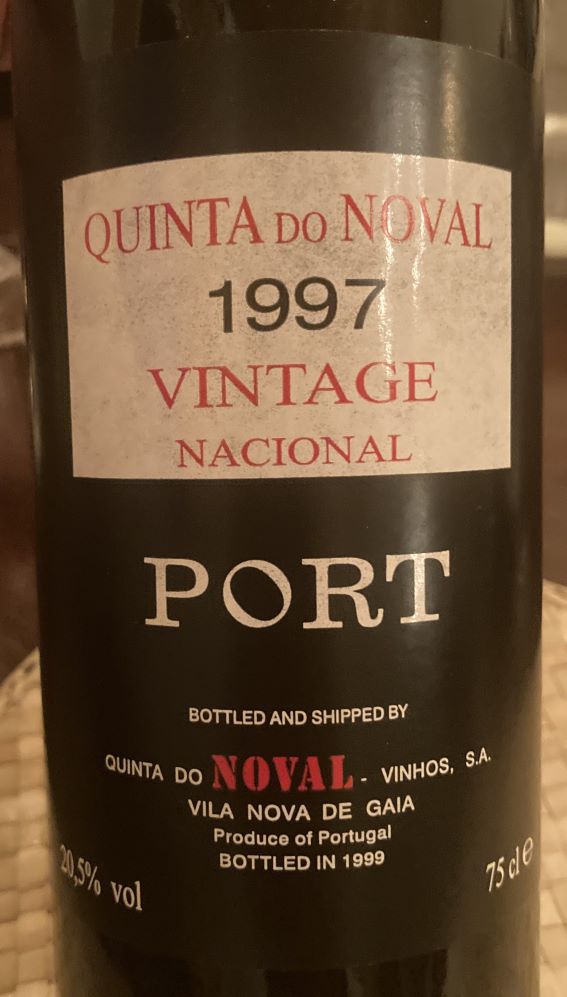 QUINTA DO NOVAL
1997
VINTAGE
NACIONAL
PORT
BOTTLED AND SHIPPED BY
QUINTA DO NOVAL - VINHOS, S.A.
VILA NOVA DE GAIA
Produce of Portugal
BOTTLED IN 1999
20,5% vol
75 cl e